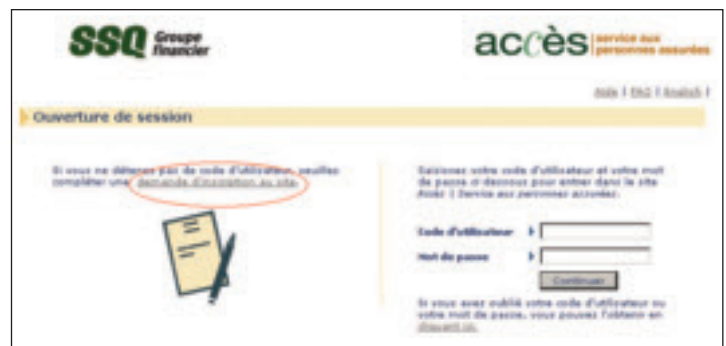 SSQ Groupe
financier
accès service aux
personnes assurées
Aide | FAQ | English |
Ouverture de session
Si vous ne détenez pas de code d'utilisateur, veuillez
compléter une demande d'inscription au site.
Saisissez votre code d'utilisateur et votre mot
de passe ci-dessous pour entrer dans le site
Accès | Service aux personnes assurées.
Code d'utilisateur
Mot de passe
Continuer
Si vous avez oublié votre code d'utilisateur ou
votre mot de passe, vous pouvez l'obtenir en
cliquant ici.